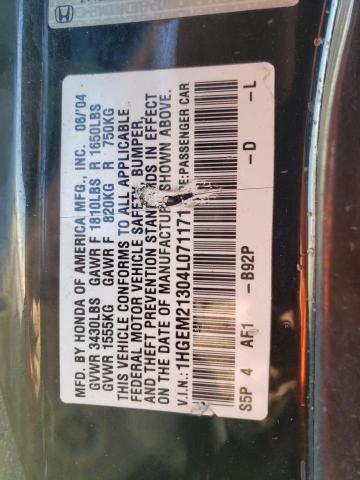 MFD. BY HONDA OF AMERICA MFG., INC. 06/04
GVWR 3430LBS GAWR F 1810LBS R 1650LBS
GVWR 1555KG GAWR F 820KG R 750KG
THIS VEHICLE CONFORMS TO ALL APPLICABLE
FEDERAL MOTOR VEHICLE SAFETY, BUMPER,
AND THEFT PREVENTION STANDARDS IN EFFECT
ON THE DATE OF MANUFACTURE SHOWN ABOVE.
V.I.N.: 1HGEM21304L071171 PASSENGER CAR
S5P 4 AF1 - B92P - D - L